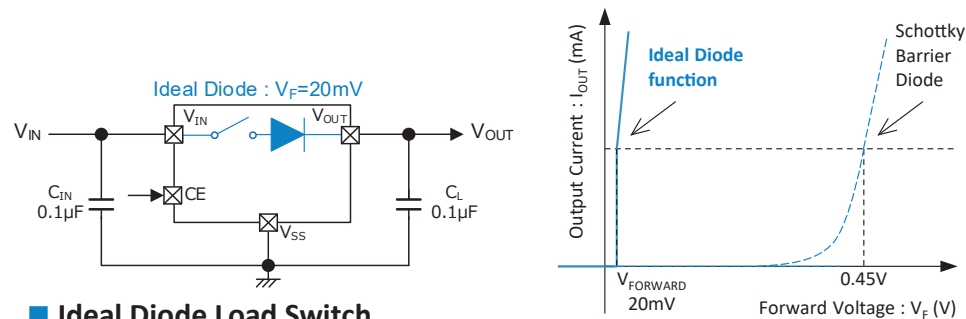 Ideal Diode : VF=20mV
VIN
VIN
VOUT
VOUT
CE
CIN
0.1µF
CL
0.1µF
VSS
Ideal Diode Load Switch
Output Current : IOUT (mA)
Ideal Diode
function
Schottky
Barrier
Diode
VFORWARD
20mV
0.45V
Forward Voltage : VF (V)